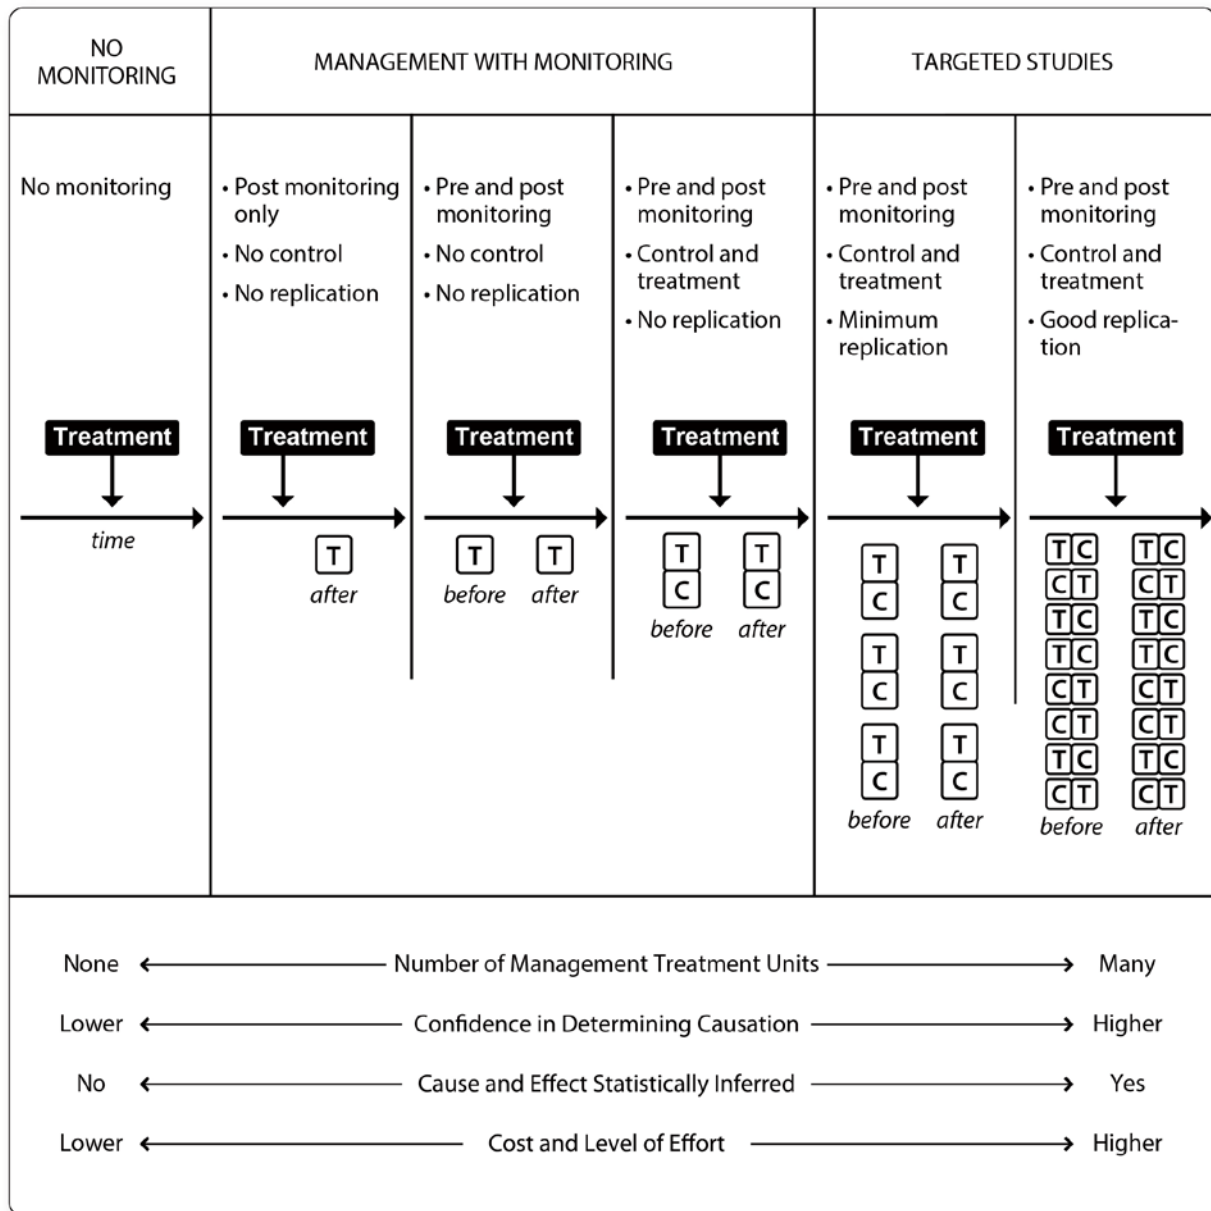 NO
MONITORING
MANAGEMENT WITH MONITORING
TARGETED STUDIES
No monitoring
• Post monitoring
only
• No control
• No replication
• Pre and post
monitoring
• No control
• No replication
• Pre and post
monitoring
• Control and
treatment
• No replication
• Pre and post
monitoring
• Control and
treatment
• Minimum
replication
• Pre and post
monitoring
• Control and
treatment
• Good replica-
tion
Treatment
time
Treatment
T
after
Treatment
T T
before after
Treatment
T T
C C
before after
Treatment
T T
C C
T T
C C
T T
C C
before after
Treatment
T C T C
C T C T
T C T C
T C T C
C T C T
C T C T
T C T C
C T C T
before after
None Number of Management Treatment Units Many
Lower Confidence in Determining Causation Higher
No Cause and Effect Statistically Inferred Yes
Lower Cost and Level of Effort Higher